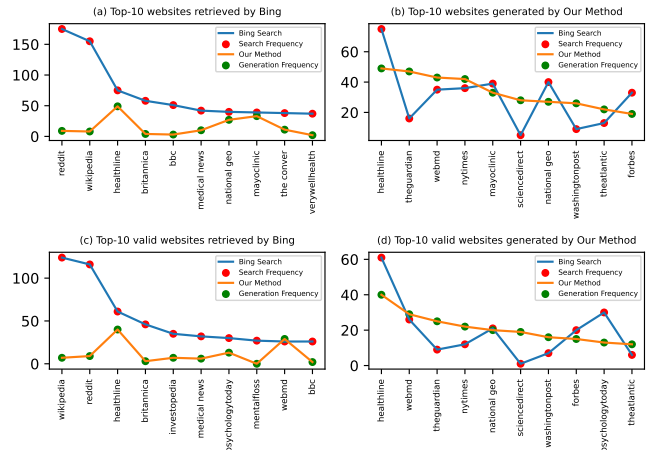 (a) Top-10 websites retrieved by Bing
Bing Search
Search Frequency
Our Method
Generation Frequency
150
100
50
0
reddit
wikipedia
healthline
britannica
bbc
medical news
national geo
mayoclinic
the conver
verywellhealth
(b) Top-10 websites generated by Our Method
Bing Search
Search Frequency
Our Method
Generation Frequency
60
40
20
healthline
theguardian
webmd
nytimes
mayoclinic
sciencedirect
national geo
washingtonpost
theatlantic
forbes
(c) Top-10 valid websites retrieved by Bing
Bing Search
Search Frequency
Our Method
Generation Frequency
100
50
0
wikipedia
reddit
healthline
britannica
investopedia
medical news
psychologytoday
mentalfloss
webmd
bbc
(d) Top-10 valid websites generated by Our Method
Bing Search
Search Frequency
Our Method
Generation Frequency
60
40
20
0
healthline
webmd
theguardian
nytimes
national geo
sciencedirect
washingtonpost
forbes
psychologytoday
theatlantic